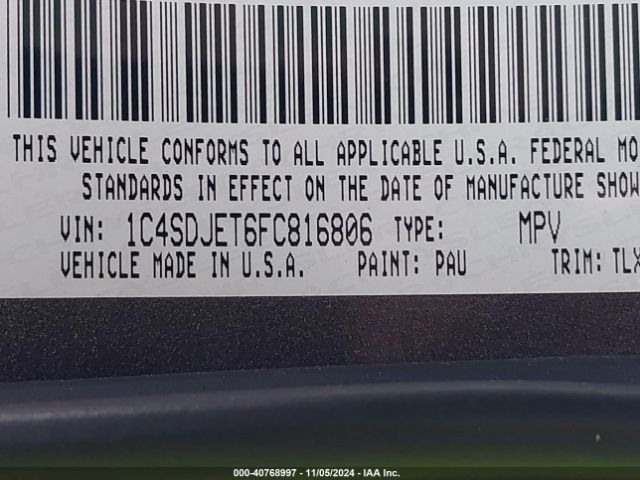 THIS VEHICLE CONFORMS TO ALL APPLICABLE U.S.A. FEDERAL MO
STANDARDS IN EFFECT ON THE DATE OF MANUFACTURE SHOW
VIN: 1C4SDJET6FC816806 TYPE: MPV
VEHICLE MADE IN U.S.A. PAINT: PAU TRIM: TLX
000-40768997 - 11/05/2024 - IAA Inc.